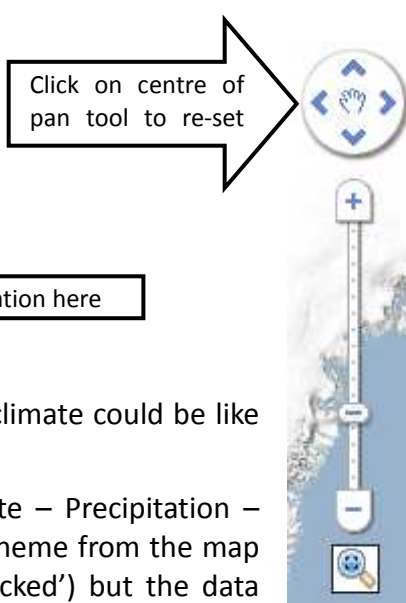 Click on centre of
pan tool to re-set
ation here
climate could be like
te – Precipitation –
heme from the map
cked') but the data